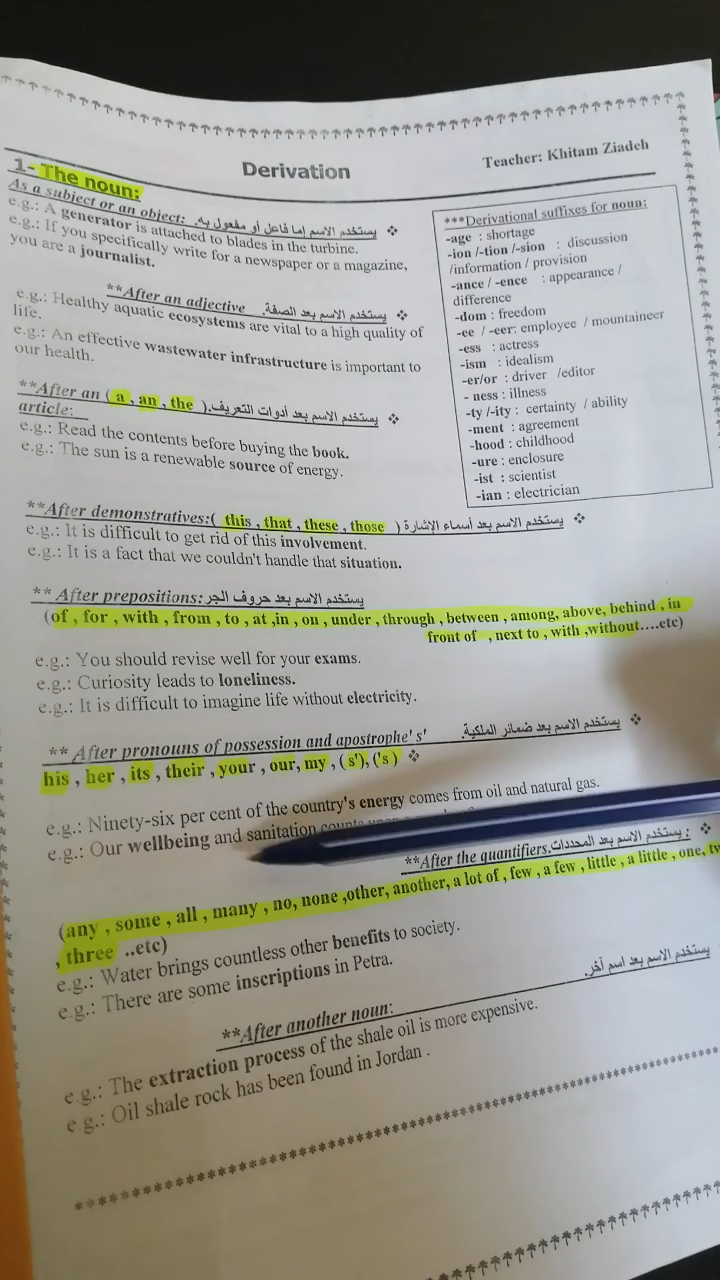 Derivation
Teacher: Khitam Ziadeh
1- The noun:
As a subject or an object: يستخدم الاسم إما فاعل أو مفعول به.
e.g.: A generator is attached to blades in the turbine.
e.g.: If you specifically write for a newspaper or a magazine,
you are a journalist.
**After an adjective يستخدم الاسم بعد الصفة.
e.g.: Healthy aquatic ecosystems are vital to a high quality of
life.
e.g.: An effective wastewater infrastructure is important to
our health.
**After an ( a , an , the ) يستخدم الاسم بعد أدوات التعريف.
article:
e.g.: Read the contents before buying the book.
e.g.: The sun is a renewable source of energy.
***Derivational suffixes for noun:
-age : shortage
-ion /-tion /-sion : discussion
/information / provision
-ance / -ence : appearance /
difference
-dom : freedom
-ee / -eer: employee / mountaineer
-ess : actress
-ism : idealism
-er/or : driver /editor
- ness : illness
-ty /-ity : certainty / ability
-ment : agreement
-hood : childhood
-ure : enclosure
-ist : scientist
-ian : electrician
**After demonstratives:( this , that , these , those ) يستخدم الاسم بعد أسماء الإشارة
e.g.: It is difficult to get rid of this involvement.
e.g.: It is a fact that we couldn't handle that situation.
** After prepositions: يستخدم الاسم بعد حروف الجر
(of , for , with , from , to , at ,in , on , under , through , between , among, above, behind , in
front of , next to , with ,without....etc)
e.g.: You should revise well for your exams.
e.g.: Curiosity leads to loneliness.
e.g.: It is difficult to imagine life without electricity.
** After pronouns of possession and apostrophe' s' يستخدم الاسم بعد ضمائر الملكية.
his , her , its , their , your , our, my , ( s'), ('s )
e.g.: Ninety-six per cent of the country's energy comes from oil and natural gas.
e.g.: Our wellbeing and sanitation
**After the quantifiers. يستخدم الاسم بعد المحددات :
(any , some , all , many , no, none ,other, another, a lot of , few , a few , little , a little , one,
, three ..etc)
e.g.: Water brings countless other benefits to society.
e.g.: There are some inscriptions in Petra.
**After another noun: يستخدم الاسم بعد اسم آخر.
e.g.: The extraction process of the shale oil is more expensive.
e.g.: Oil shale rock has been found in Jordan .